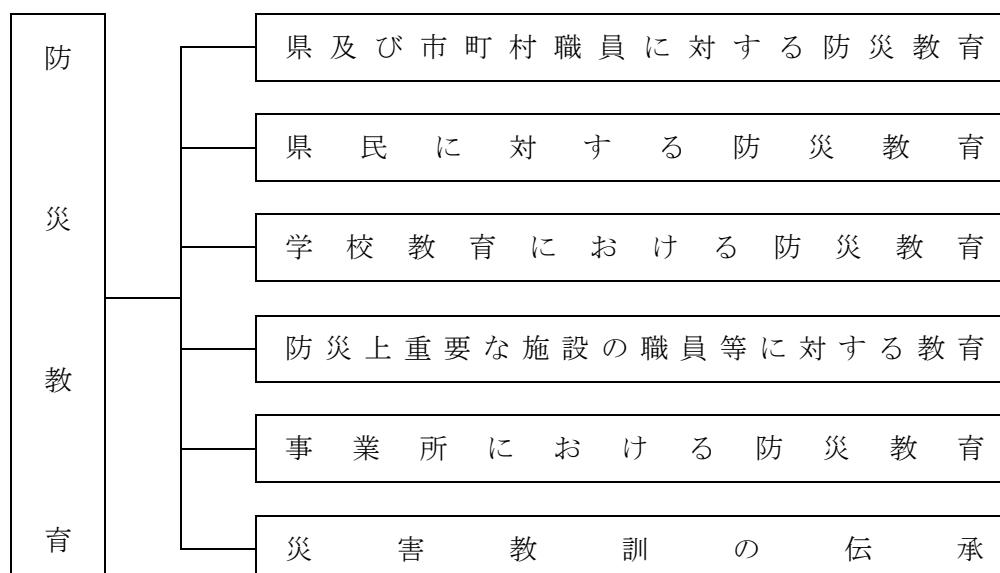 防災教育
県及び市町村職員に対する防災教育
県民に対する防災教育
学校教育における防災教育
防災上重要な施設の職員等に対する教育
事業所における防災教育
災害教訓の伝承